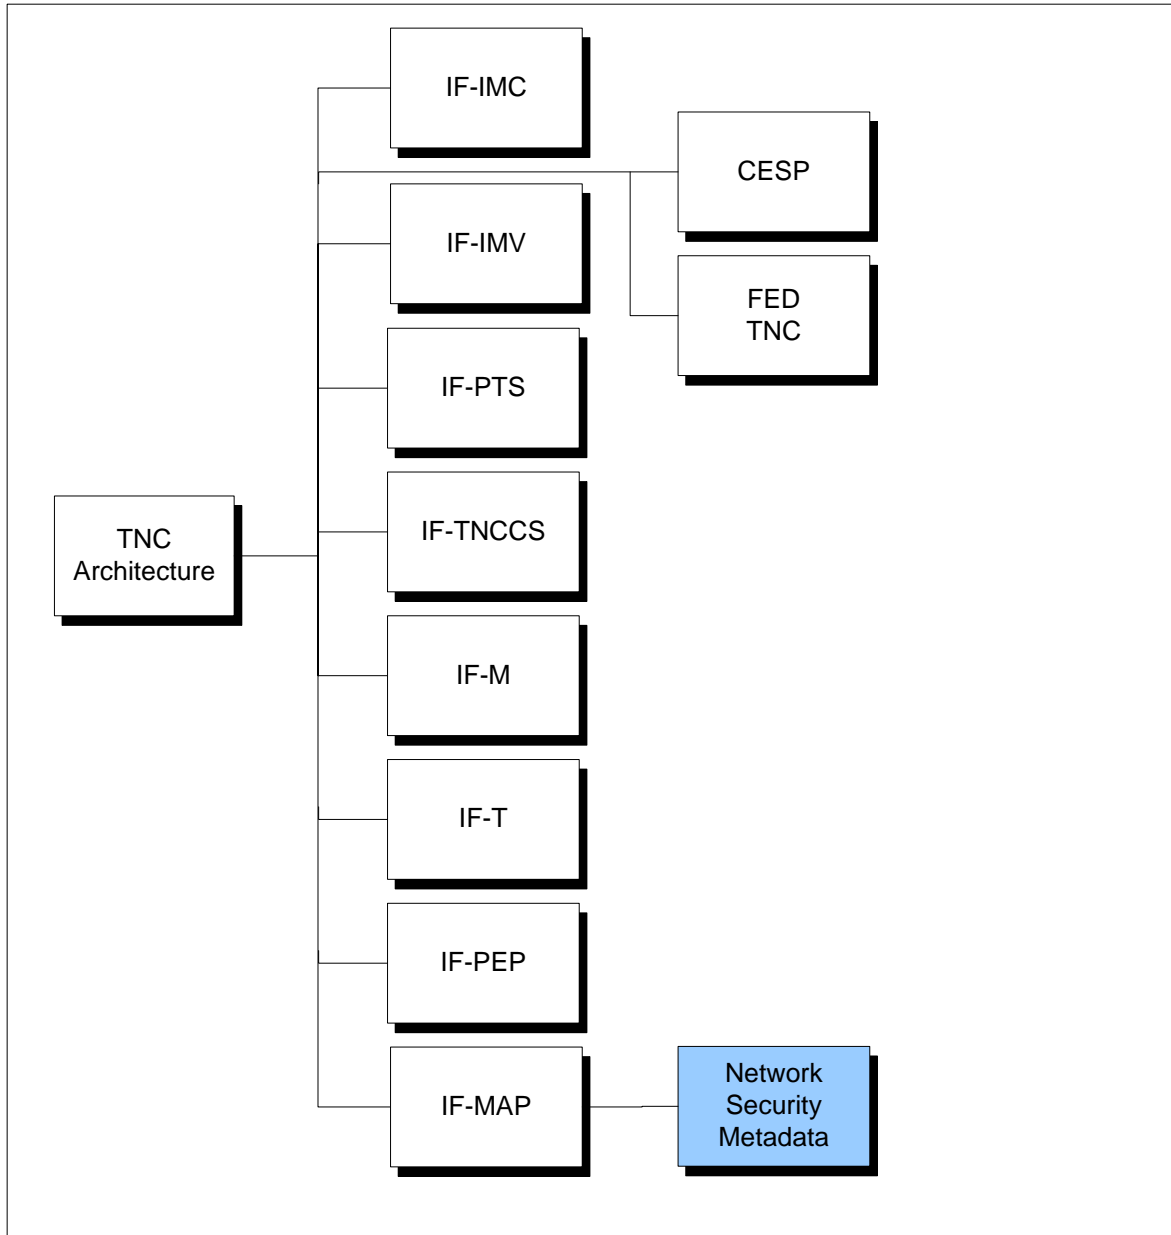 IF-IMC
CESP
IF-IMV
FED
TNC
IF-PTS
IF-TNCCS
TNC
Architecture
IF-M
IF-T
IF-PEP
IF-MAP
Network
Security
Metadata